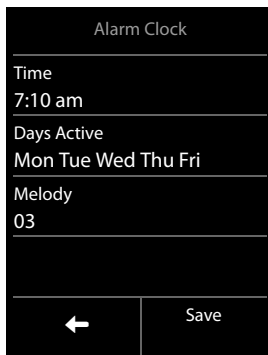 Alarm Clock
Time
7:10 am
Days Active
Mon Tue Wed Thu Fri
Melody
03
Save